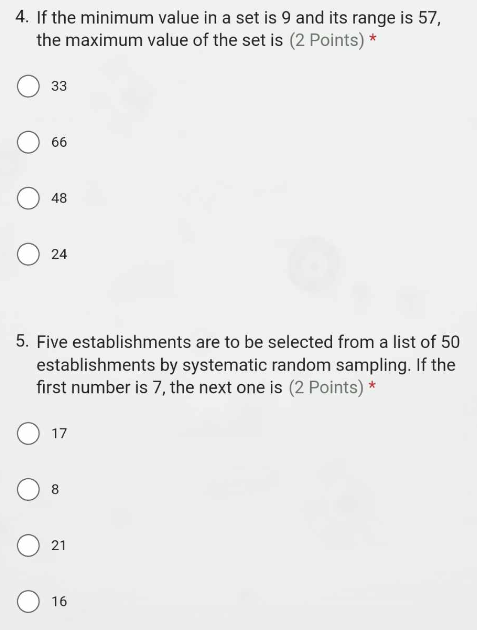 4. If the minimum value in a set is 9 and its range is 57,
the maximum value of the set is (2 Points) *
33
66
48
24
5. Five establishments are to be selected from a list of 50
establishments by systematic random sampling. If the
first number is 7, the next one is (2 Points) *
17
8
21
16